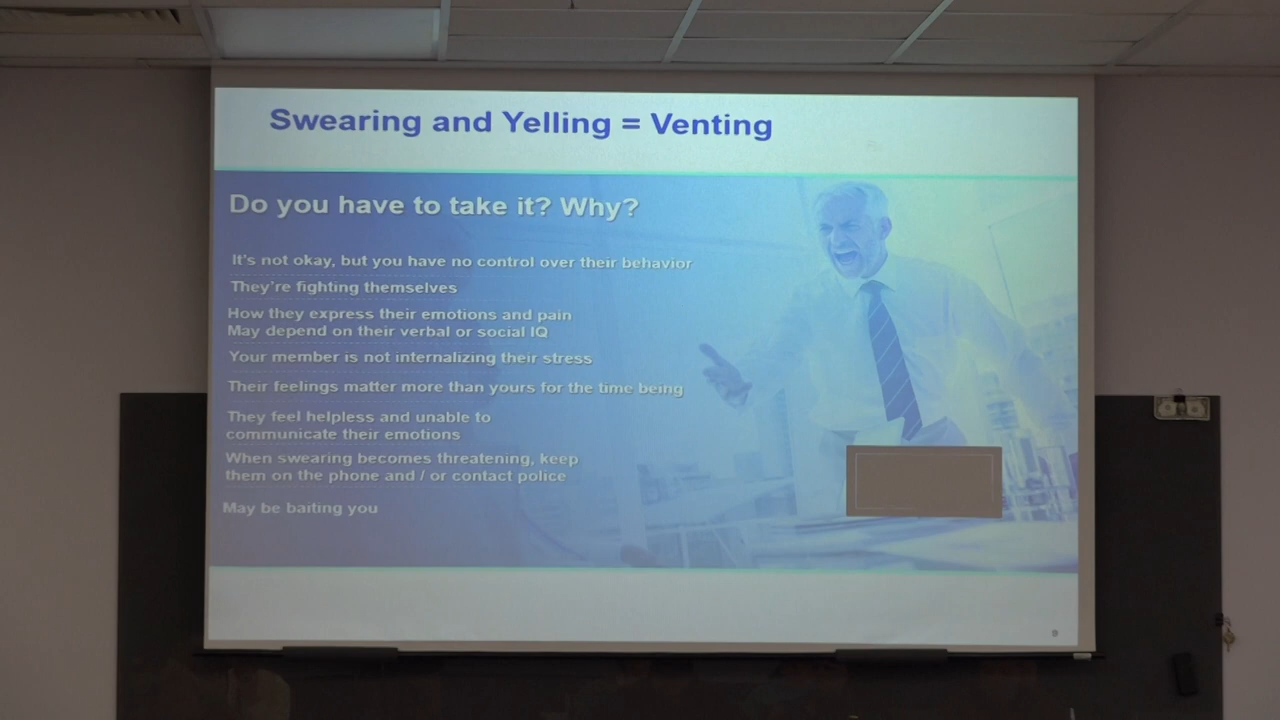 Swearing and Yelling = Venting
Do you have to take it? Why?
It's not okay, but you have no control over their behavior
They're fighting themselves
How they express their emotions and pain
May depend on their verbal or social IQ
Your member is not internalizing their stress
Their feelings matter more than yours for the time being
They feel helpless and unable to
communicate their emotions
When swearing becomes threatening, keep
them on the phone and / or contact police
May be baiting you